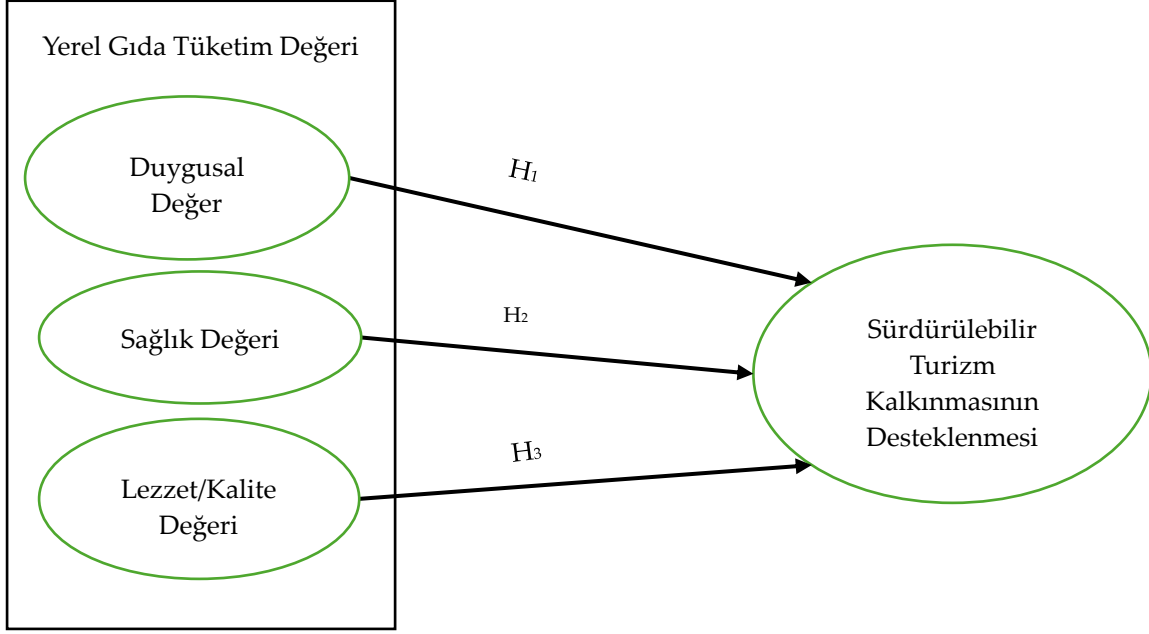 Yerel Gıda Tüketim Değeri
Duygusal
Değer
H₁
Sağlık Değeri
H₂
Lezzet/Kalite
Değeri
H₃
Sürdürülebilir
Turizm
Kalkınmasının
Desteklenmesi